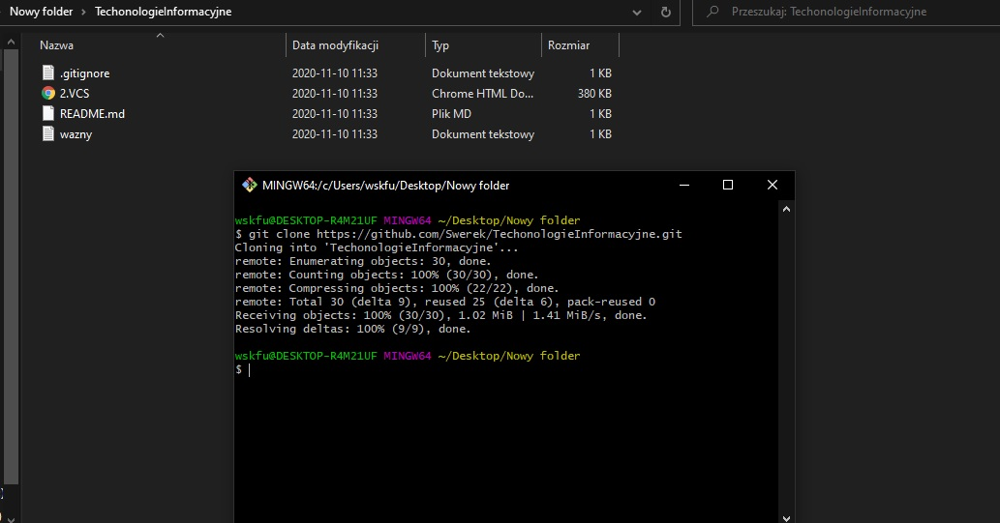 Nowy folder > TechonologieInformacyjne
Przeszukaj: TechonologieInformacyjne
Nazwa Data modyfikacji Typ Rozmiar
.gitignore 2020-11-10 11:33 Dokument tekstowy 1 KB
2.VCS 2020-11-10 11:33 Chrome HTML Do... 380 KB
README.md 2020-11-10 11:33 Plik MD 1 KB
wazny 2020-11-10 11:33 Dokument tekstowy 1 KB
MINGW64:/c/Users/wskfu/Desktop/Nowy folder
wskfu@DESKTOP-R4M21UF MINGW64 ~/Desktop/Nowy folder
$ git clone https://github.com/Swerek/TechonologieInformacyjne.git
Cloning into 'TechonologieInformacyjne'...
remote: Enumerating objects: 30, done.
remote: Counting objects: 100% (30/30), done.
remote: Compressing objects: 100% (22/22), done.
remote: Total 30 (delta 9), reused 25 (delta 6), pack-reused 0
Receiving objects: 100% (30/30), 1.02 MiB | 1.41 MiB/s, done.
Resolving deltas: 100% (9/9), done.
wskfu@DESKTOP-R4M21UF MINGW64 ~/Desktop/Nowy folder
$